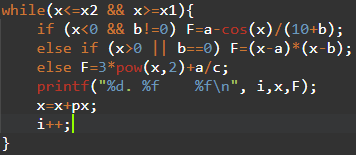 while(x<=x2 && x>=x1){
    if (x<0 && b!=0) F=a-cos(x)/(10+b);
    else if (x>0 || b==0) F=(x-a)*(x-b);
    else F=3*pow(x,2)+a/c;
    printf("%d. %f    %f\n", i,x,F);
    x=x+px;
    i++;
}